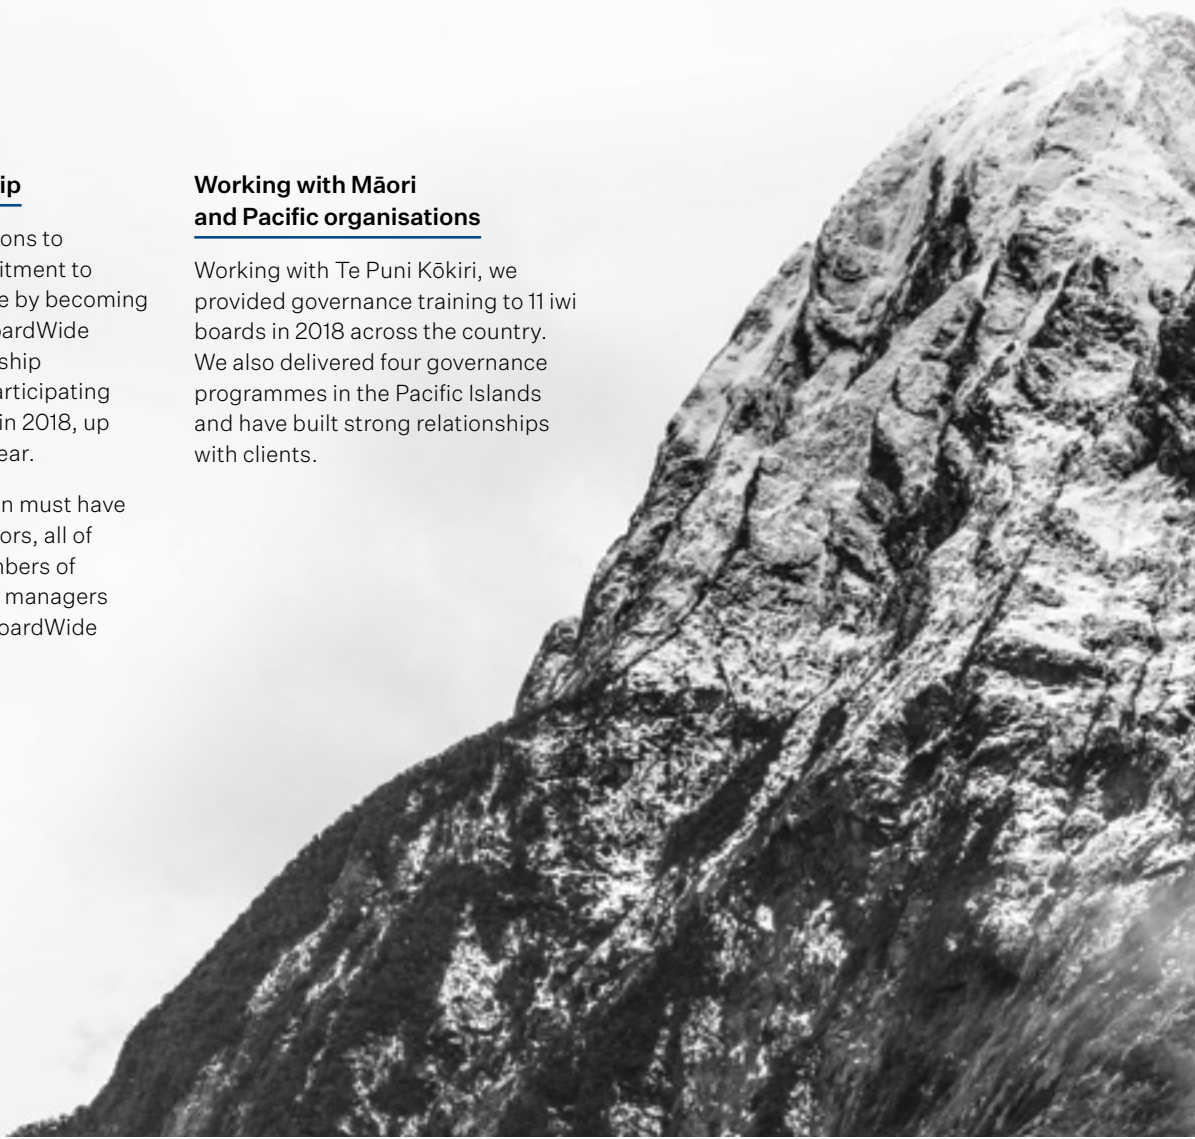 ip
ons to
itment to
e by becoming
ardWide
ship
articipating
in 2018, up
ear.
n must have
ors, all of
bers of
managers
oardWide
Working with Māori
and Pacific organisations
Working with Te Puni Kōkiri, we
provided governance training to 11 iwi
boards in 2018 across the country.
We also delivered four governance
programmes in the Pacific Islands
and have built strong relationships
with clients.